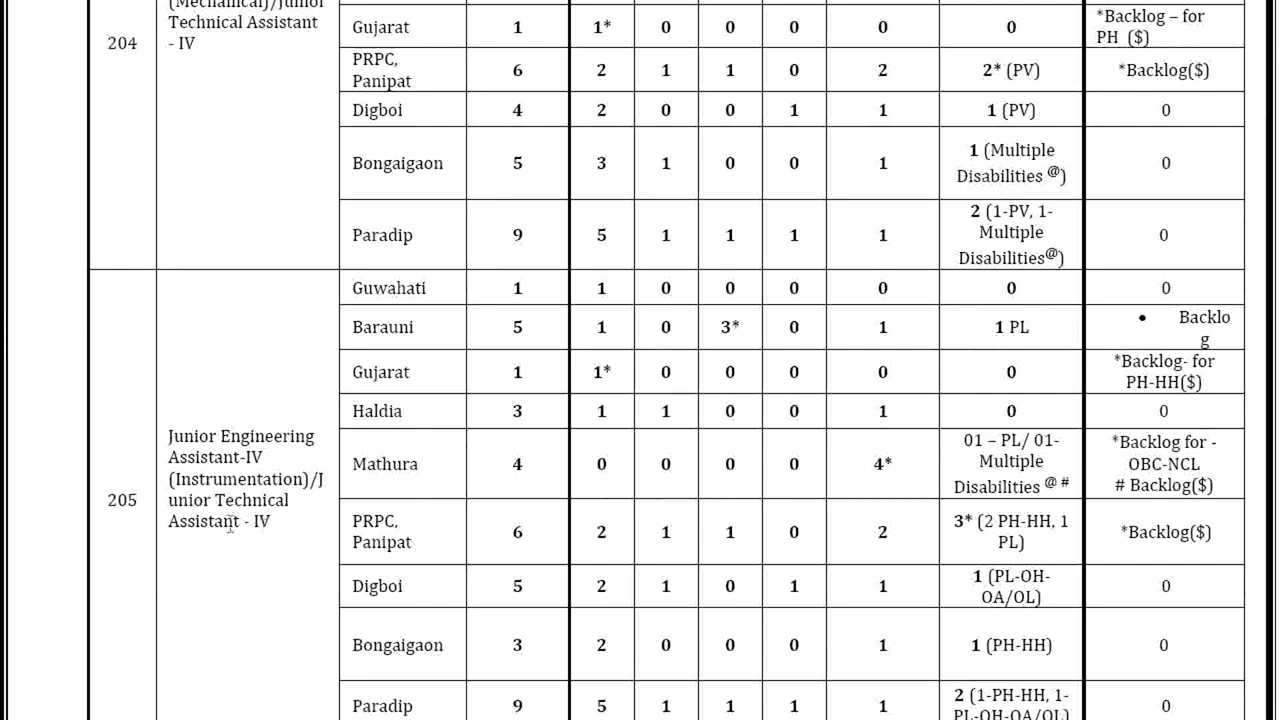 (Mechanical)/Junior
Technical Assistant
- IV
204
Gujarat 1 1* 0 0 0 0 0 *Backlog – for
PH ($)
PRPC,
Panipat 6 2 1 1 0 2 2* (PV) *Backlog($)
Digboi 4 2 0 0 1 1 1 (PV) 0
Bongaigaon 5 3 1 0 0 1 1 (Multiple
Disabilities @) 0
Paradip 9 5 1 1 1 1 2 (1-PV, 1-
Multiple
Disabilities@) 0
205
Junior Engineering
Assistant-IV
(Instrumentation)/J
unior Technical
Assistant - IV
Guwahati 1 1 0 0 0 0 0 0
Barauni 5 1 0 3* 0 1 1 PL • Backlo
g
Gujarat 1 1* 0 0 0 0 0 *Backlog- for
PH-HH($)
Haldia 3 1 1 0 0 1 0 0
Mathura 4 0 0 0 0 4* 01 – PL/ 01-
Multiple
Disabilities @ # *Backlog for -
OBC-NCL
# Backlog($)
PRPC,
Panipat 6 2 1 1 0 2 3* (2 PH-HH, 1
PL) *Backlog($)
Digboi 5 2 1 0 1 1 1 (PL-OH-
OA/OL) 0
Bongaigaon 3 2 0 0 0 1 1 (PH-HH) 0
Paradip 9 5 1 1 1 1 2 (1-PH-HH, 1-
PL-OH-OA/OL) 0